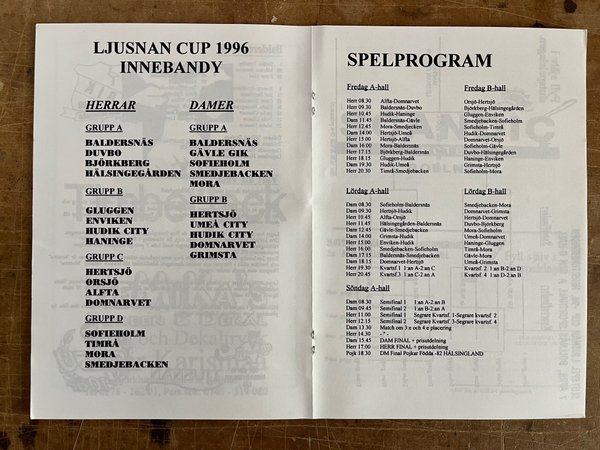 LJUSNAN CUP 1996
INNEBANDY
HERRAR
GRUPP A
BALDERSNÄS
DUVBO
BJÖRKBERG
HÄLSINGEGÅRDEN
GRUPP B
GLUGGEN
ENVIKEN
HUDIK CITY
HANINGE
GRUPP C
HERTSJÖ
ORSJÖ
ALFTA
DOMNARVET
GRUPP D
SOFIEHOLM
TIMRÅ
MORA
SMEDJEBACKEN
DAMER
GRUPP A
BALDERSNÄS
GÄVLE GIK
SOFIEHOLM
SMEDJEBACKEN
MORA
GRUPP B
HERTSJÖ
UMEÅ CITY
HUDIK CITY
DOMNARVET
GRIMSTA
SPELPROGRAM
Fredag A-hall Fredag B-hall
Herr 08.30 Alfta-Domnarvet Orsjö-Hertsjö
Herr 09.30 Baldersnäs-Duvbo Björkberg-Hälsingegården
Herr 10.45 Hudik-Haninge Gluggen-Enviken
Dam 11.45 Baldersnäs-Gävle Smedjebacken-Sofieholm
Herr 12.45 Mora-Smedjebacken Sofieholm-Timrå
Dam 14.00 Hertsjö-Umeå Hudik-Domnarvet
Herr 15.00 Hertsjö-Alfta Orsjö-Domnarvet
Dam 16.00 Mora-Baldersnäs Sofieholm-Gävle
Herr 17.15 Baldersnäs-Björkberg Duvbo-Hälsingegården
Herr 18.15 Gluggen-Hudik Haninge-Enviken
Dam 19.30 Hudik-Umeå Grimsta-Hertsjö
Herr 20.30 Timrå-Smedjebacken Sofieholm-Mora
Lördag A-hall Lördag B-hall
Dam 08.30 Sofieholm-Baldersnäs Smedjebacken-Mora
Dam 09.30 Hertsjö-Hudik Domnarvet-Grimsta
Herr 10.45 Alfta-Orsjö Hertsjö-Domnarvet
Herr 11.45 Hälsingegården-Baldersnäs Björkberg-Duvbo
Dam 12.45 Gävle-Smedjebacken Mora-Sofieholm
Dam 14.00 Grimsta-Hudik Umeå-Domnarvet
Herr 15.00 Enviken-Hudik Haninge-Gluggen
Herr 16.00 Smedjebacken-Sofieholm Mora-Timrå
Dam 17.15 Baldersnäs-Smedjebacken Gävle-Mora
Dam 18.15 Domnarvet-Hertsjö Umeå-Grimsta
Herr 19.30 Kvartsf.1 1:an A-2:an C Kvartsf. 2 1:an B-2:an D
Herr 20.45 Kvartsf.3 1:an C-2:an A Kvartsf. 4 1:an D-2:an B
Söndag A-hall
Dam 08.30 Semifinal 1 1:an A-2:an B
Dam 09.45 Semifinal 2 1:an B-2:an A
Herr 11.00 Semifinal 1 Segrare Kvartsf. 1-Segrare kvartsf. 2
Herr 12.15 Semifinal 2 Segrare Kvartsf. 3-Segrare kvartsf. 4
Dam 13.30 Match om 3:e och 4:e placering
Herr 14.30 -"-
Dam 15.45 DAM FINAL + prisutdelning
Herr 17.00 HERR FINAL + prisutdelning
Pojk 18.30 DM Final Pojkar Födda -82 HÄLSINGLAND